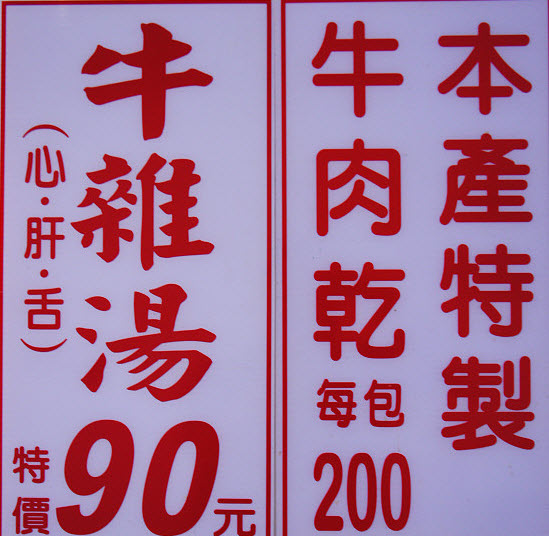 本產特製
牛肉乾
每包
200
牛雜湯
(心·肝·舌)
特價
90元